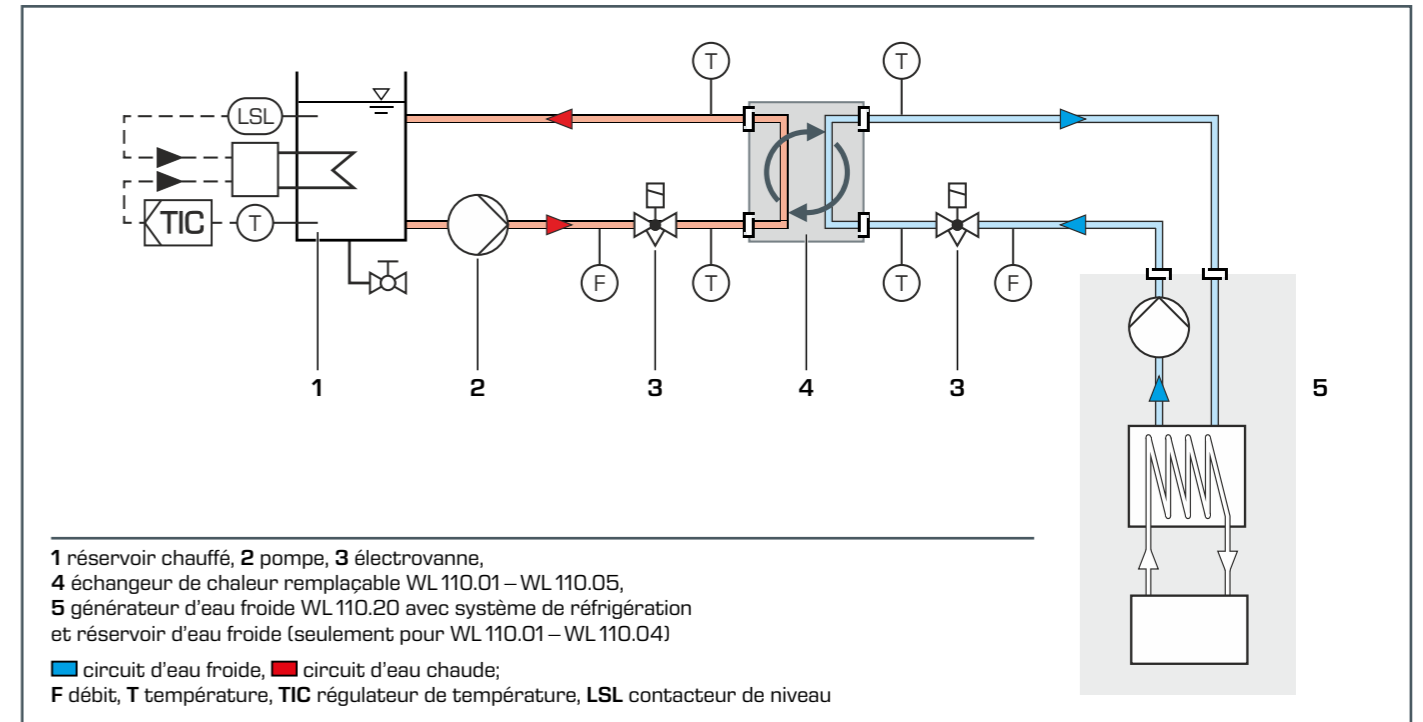 T
T
LSL
TIC
T
F
T
T
F
1
2
3
4
3
5
1 réservoir chauffé, 2 pompe, 3 électrovanne,
4 échangeur de chaleur remplaçable WL 110.01 – WL 110.05,
5 générateur d'eau froide WL 110.20 avec système de réfrigération
et réservoir d'eau froide (seulement pour WL 110.01 – WL 110.04)
circuit d'eau froide, circuit d'eau chaude;
F débit, T température, TIC régulateur de température, LSL contacteur de niveau